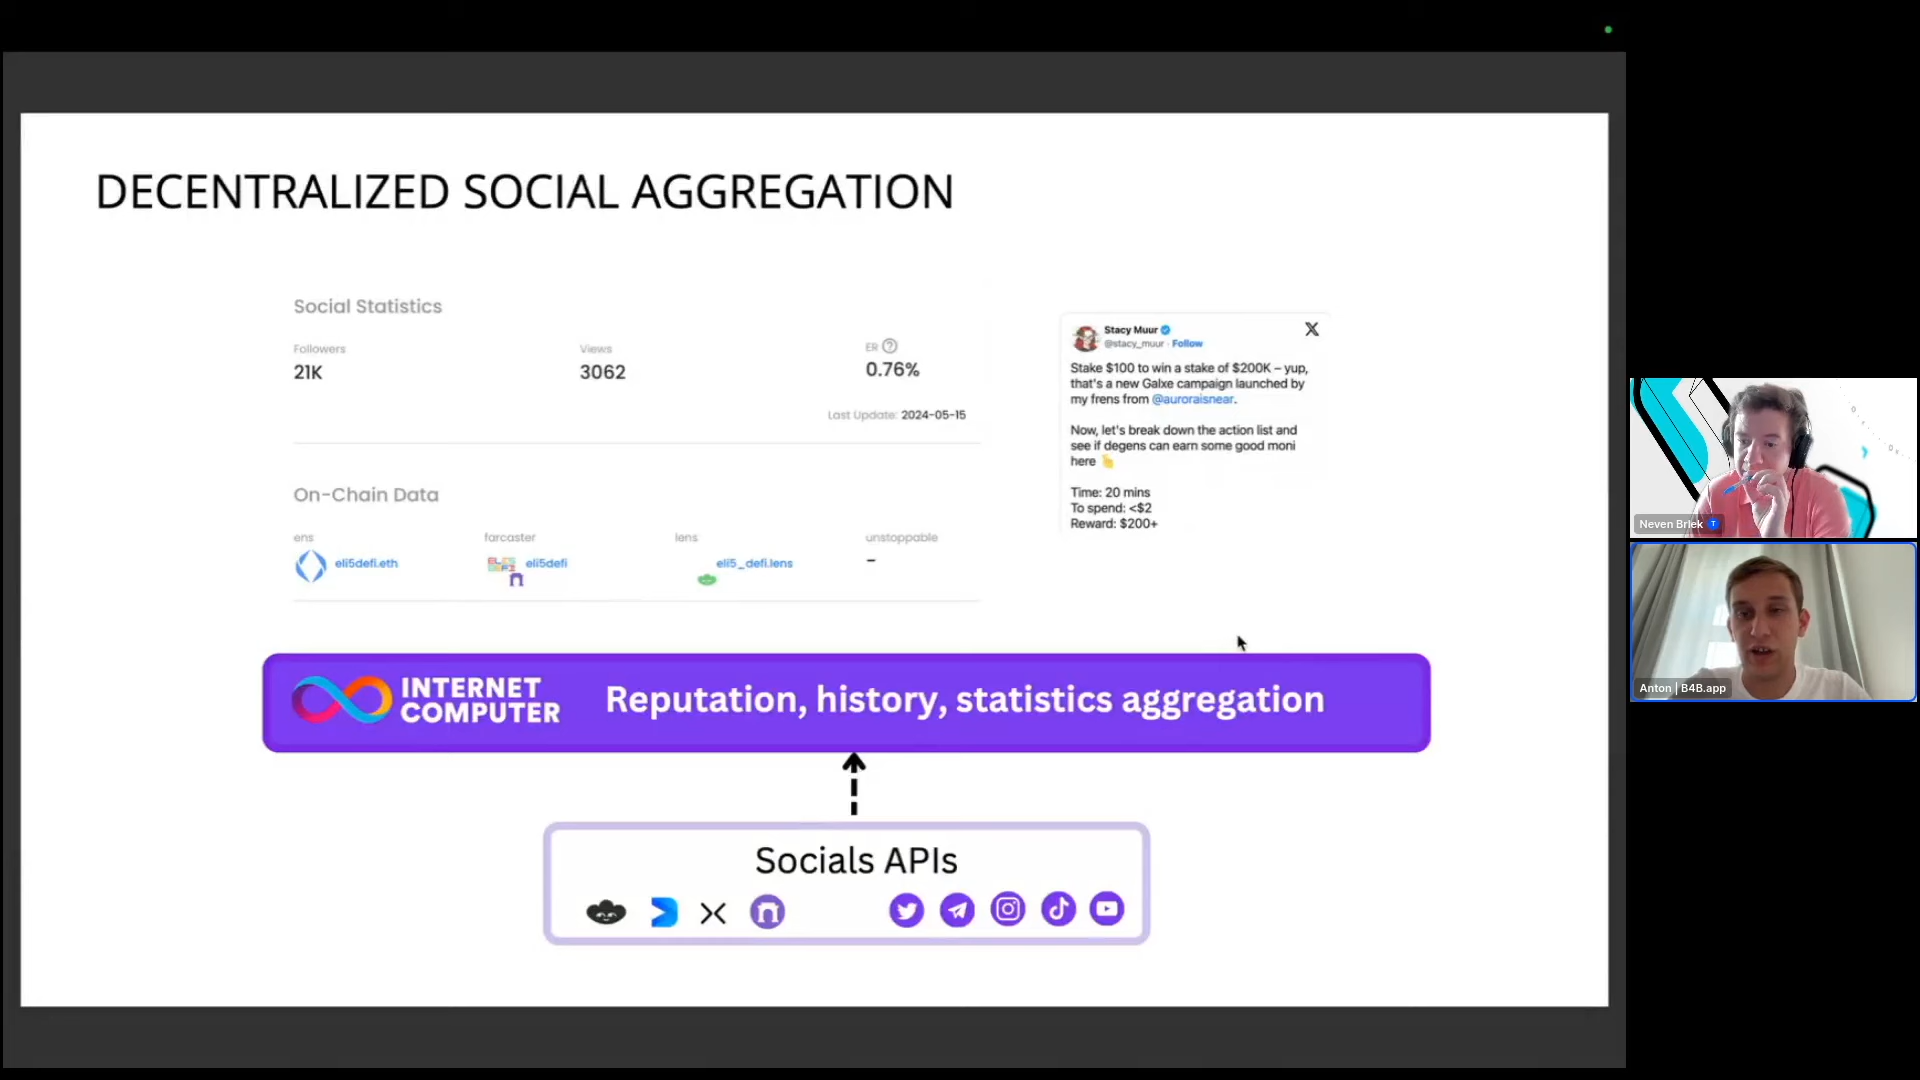 DECENTRALIZED SOCIAL AGGREGATION
Social Statistics
Followers
21K
Views
3062
ER
0.76%
Last Update: 2024-05-15
On-Chain Data
ens
eli5defi.eth
farcaster
eli5defi
lens
eli5_defi.lens
unstoppable
–
Stacy Muur
@stacy_muur · Follow
Stake $100 to win a stake of $200K – yup,
that's a new Galxe campaign launched by
my frens from @auroraisnear.
Now, let's break down the action list and
see if degens can earn some good moni
here 👇
Time: 20 mins
To spend: <$2
Reward: $200+
INTERNET
COMPUTER
Reputation, history, statistics aggregation
Socials APIs
Neven Brlek
Anton | B4B.app